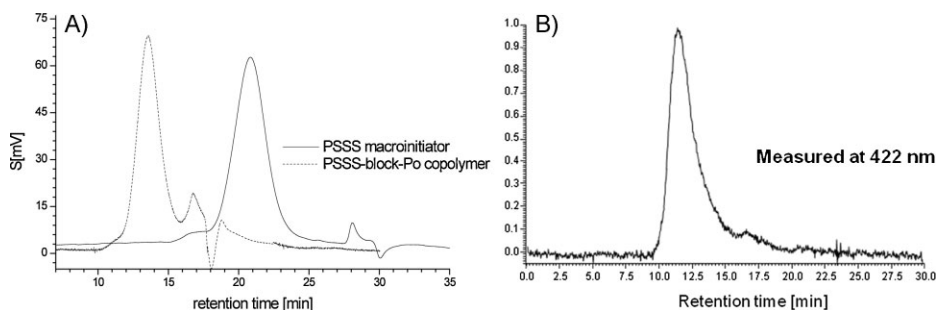 A)
75
60
45
30
15
0
S[mV]
PSSS macroinitiator
PSSS-block-Po copolymer
10 15 20 25 30 35
retention time [min]
B)
1.0
0.9
0.8
0.7
0.6
0.5
0.4
0.3
0.2
0.1
0.0
Measured at 422 nm
0.0 2.5 5.0 7.5 10.0 12.5 15.0 17.5 20.0 22.5 25.0 27.5 30.0
Retention time [min]